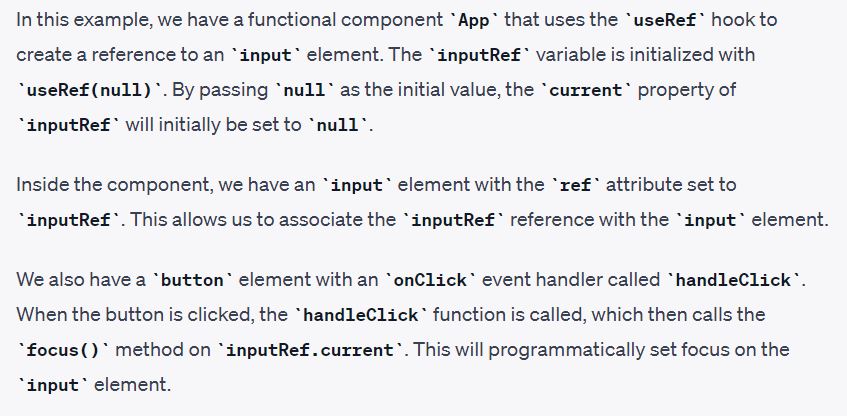 In this example, we have a functional component `App` that uses the `useRef` hook to
create a reference to an `input` element. The `inputRef` variable is initialized with
`useRef(null)`. By passing `null` as the initial value, the `current` property of
`inputRef` will initially be set to `null`.
Inside the component, we have an `input` element with the `ref` attribute set to
`inputRef`. This allows us to associate the `inputRef` reference with the `input` element.
We also have a `button` element with an `onClick` event handler called `handleClick`.
When the button is clicked, the `handleClick` function is called, which then calls the
`focus()` method on `inputRef.current`. This will programmatically set focus on the
`input` element.